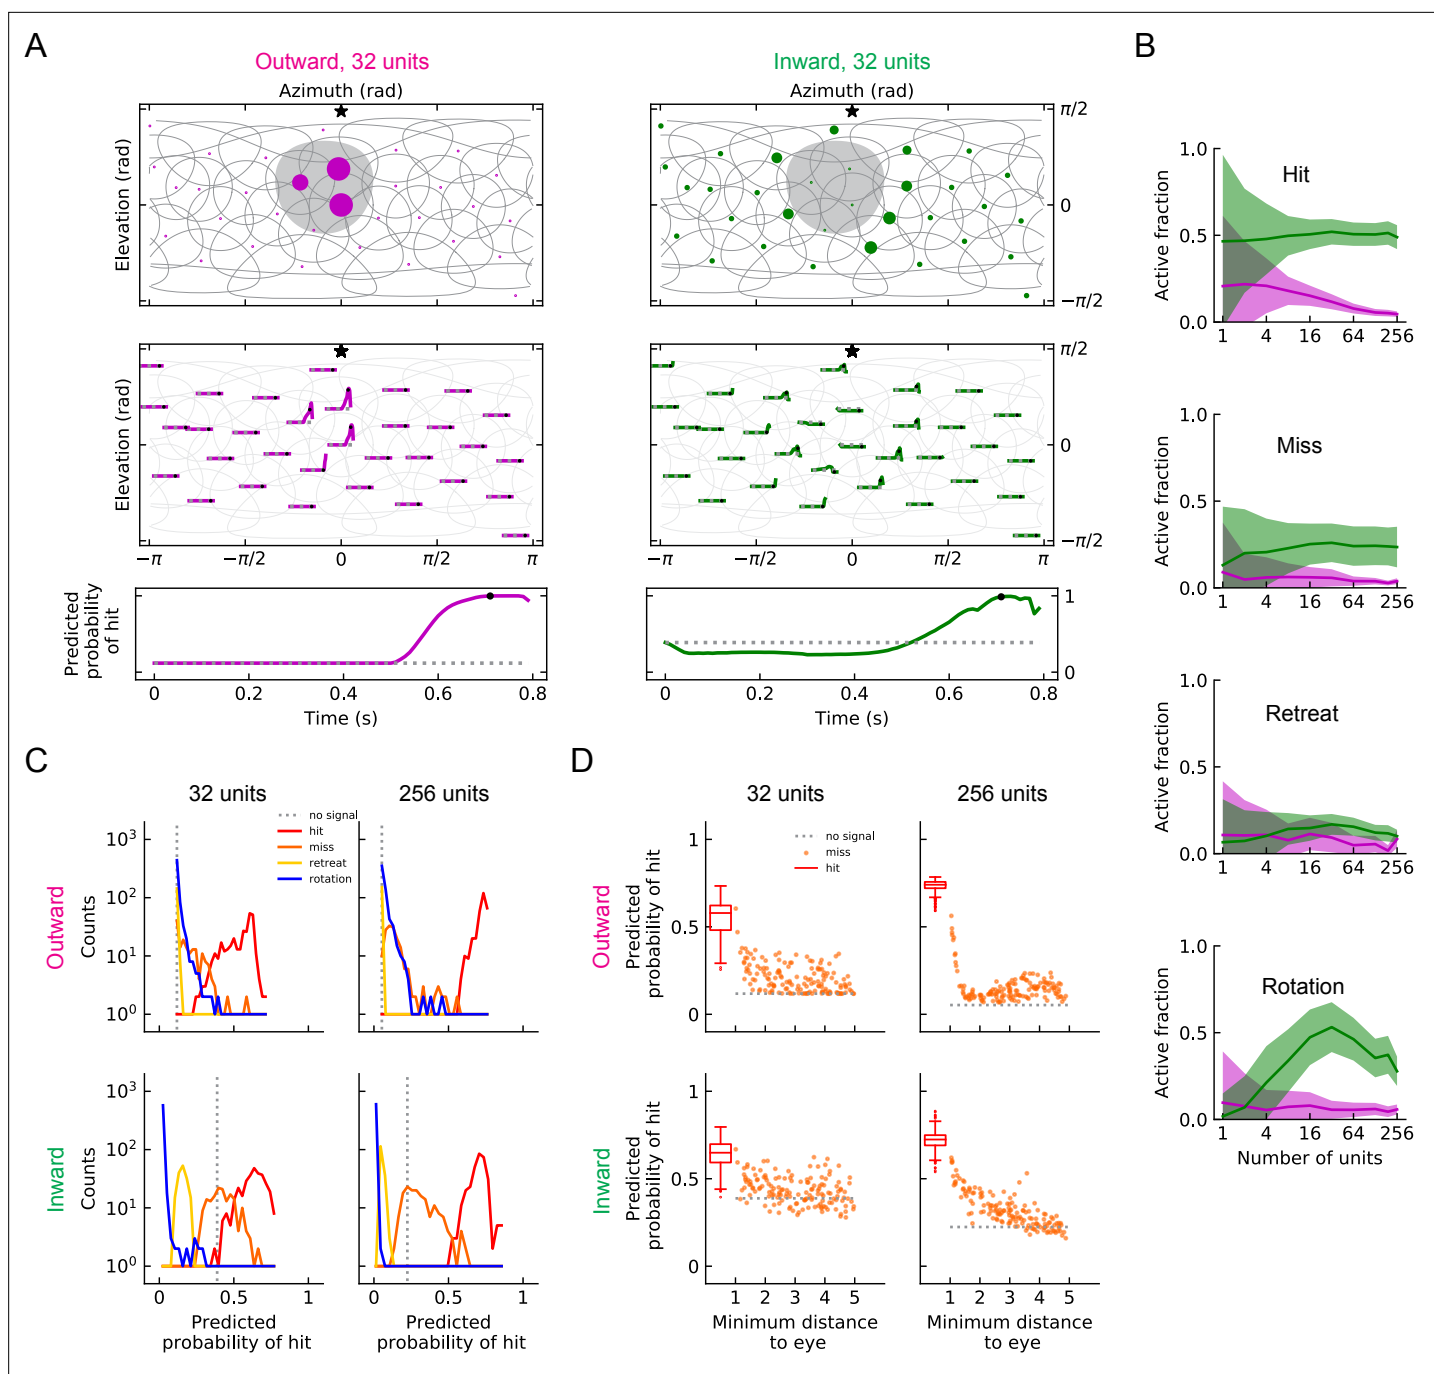 A
Outward, 32 units
Azimuth (rad)
Elevation (rad)
Inward, 32 units
Azimuth (rad)
π/2
0
−π/2
Elevation (rad)
−π
−π/2
0
π/2
π
π/2
0
−π/2
−π
−π/2
0
π/2
π
Predicted
probability
of hit
0
0.2
0.4
0.6
0.8
Time (s)
1
0
0
0.2
0.4
0.6
0.8
Time (s)
B
Hit
Active fraction
1.0
0.5
0.0
1
4
16
64
256
Miss
Active fraction
1.0
0.5
0.0
1
4
16
64
256
Retreat
Active fraction
1.0
0.5
0.0
1
4
16
64
256
Rotation
Active fraction
1.0
0.5
0.0
1
4
16
64
256
Number of units
C
32 units
256 units
no signal
hit
miss
retreat
rotation
Outward
Counts
10³
10²
10¹
10⁰
Inward
Counts
10³
10²
10¹
10⁰
0
0.5
1
Predicted
probability of hit
0
0.5
1
Predicted
probability of hit
D
32 units
256 units
no signal
miss
hit
Outward
Predicted
probability of hit
1
0.5
0
Inward
Predicted
probability of hit
1
0.5
0
1
2
3
4
5
Minimum distance
to eye
1
2
3
4
5
Minimum distance
to eye